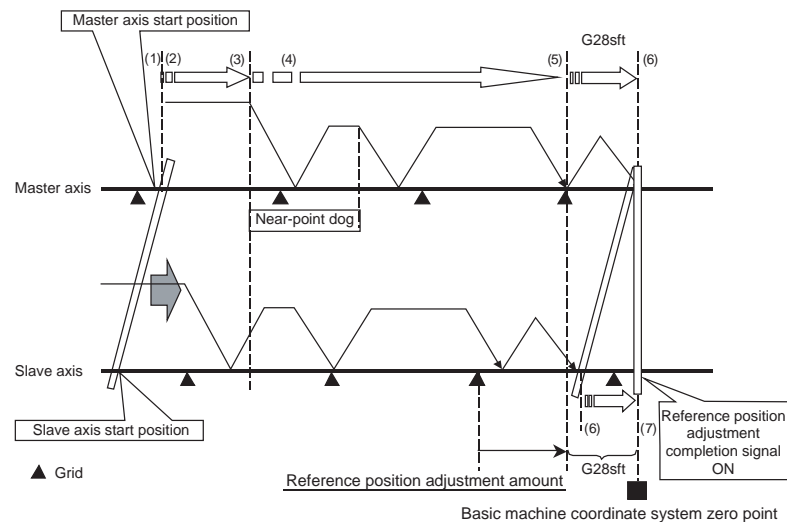 Master axis start position
G28sft
(1) (2) (3) (4) (5) (6)
Master axis
Near-point dog
Slave axis
Slave axis start position
(6) (7)
Reference position
adjustment
completion signal
ON
Grid
G28sft
Reference position adjustment amount
Basic machine coordinate system zero point